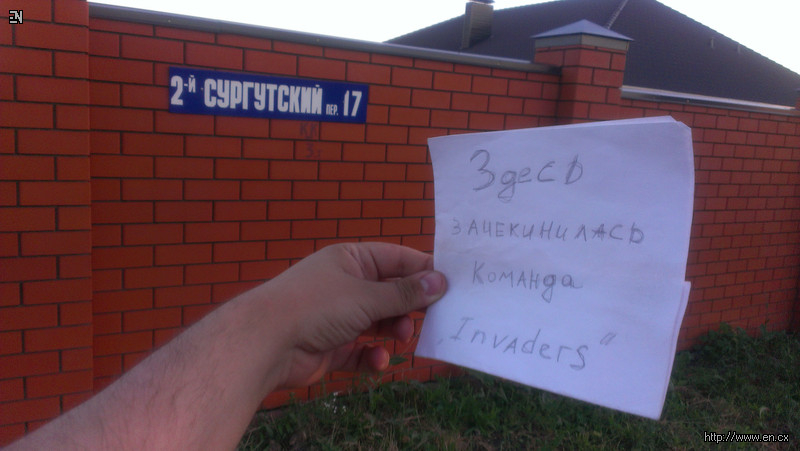 EN
2-Й СУРГУТСКИЙ ПЕР. 17
Здесь
зачекинилась
команда
„Invaders“
http://www.en.cx